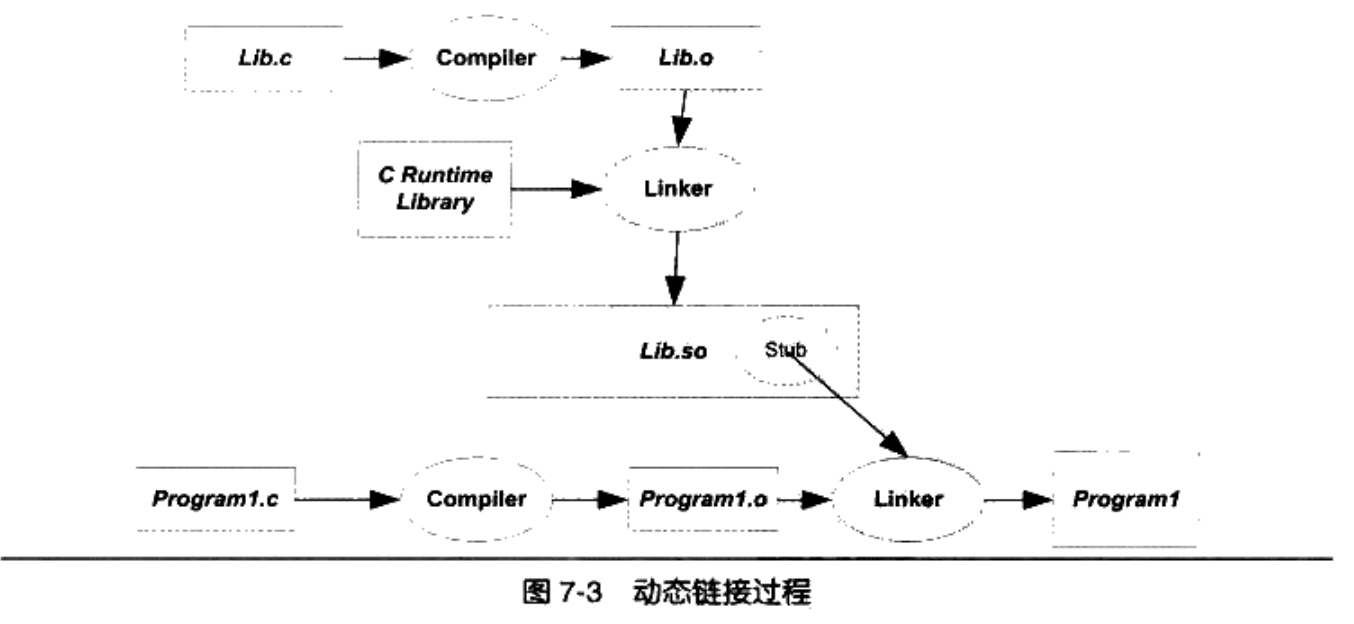 Lib.c
Compiler
Lib.o
C Runtime
Library
Linker
Lib.so
Stub
Program1.c
Compiler
Program1.o
Linker
Program1
图 7-3 动态链接过程